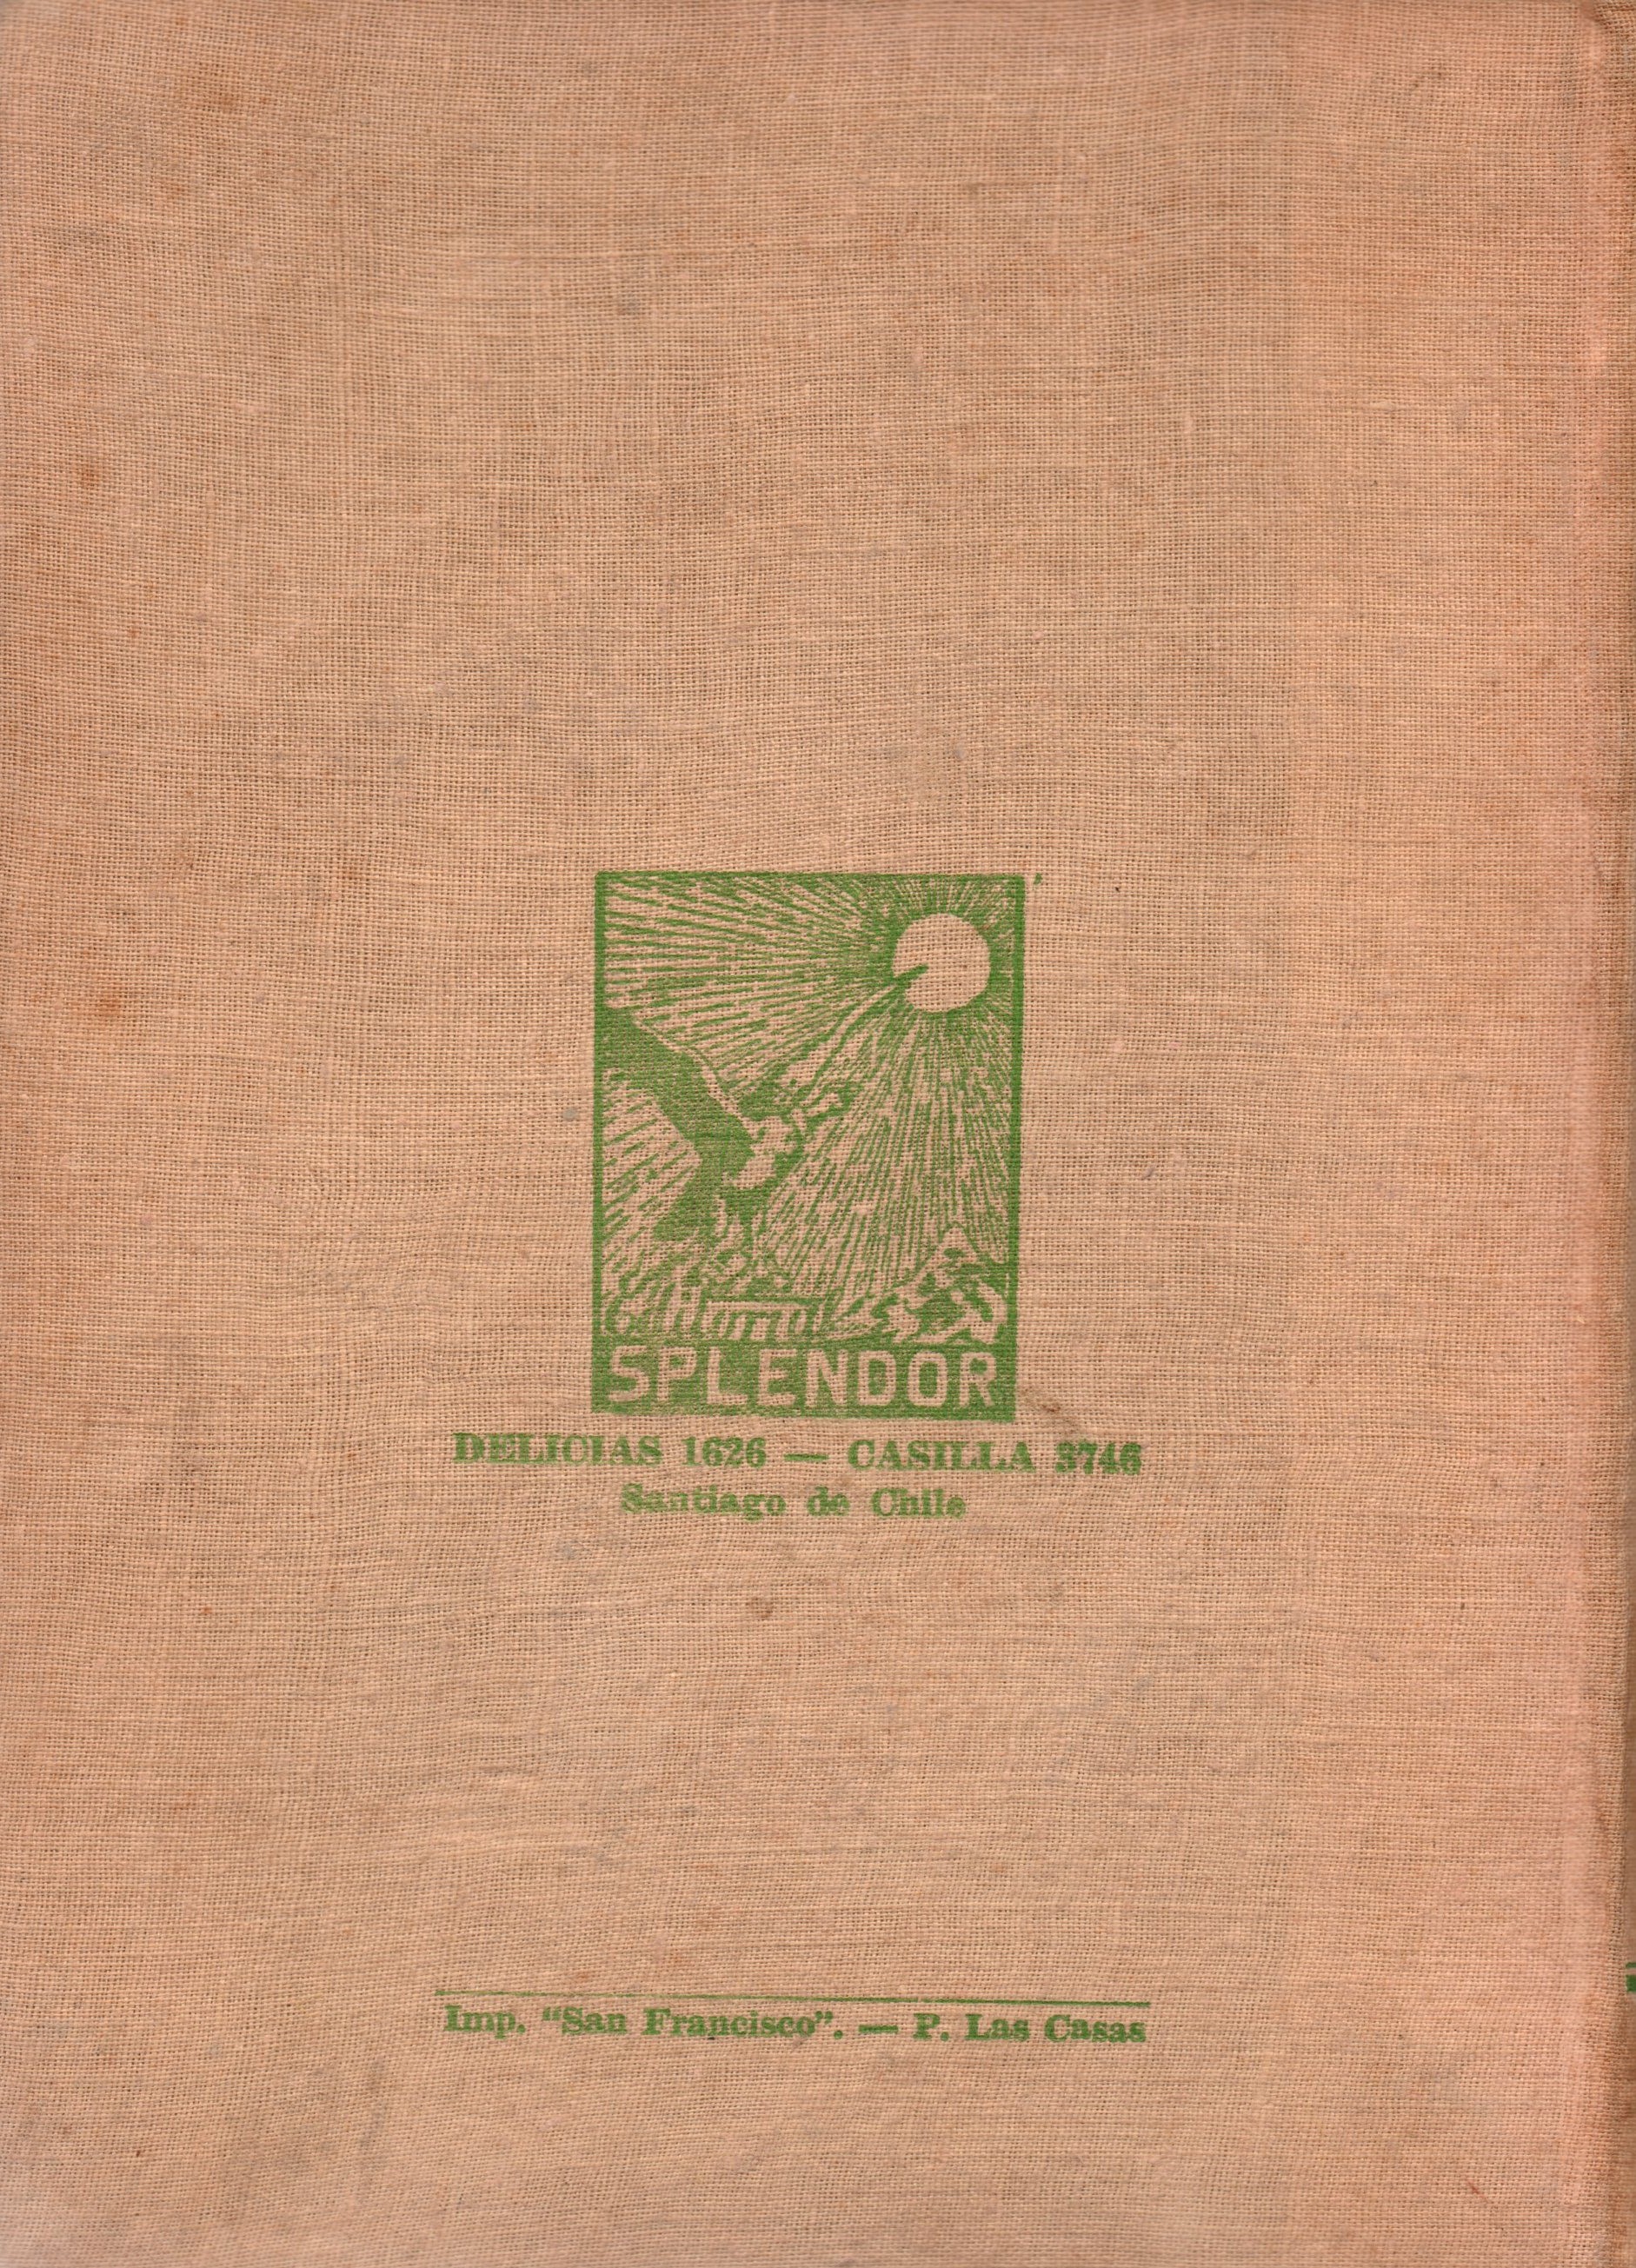 Editorial
SPLENDOR
DELICIAS 1626 — CASILLA 3746
Santiago de Chile
Imp. “San Francisco”. — P. Las Casas